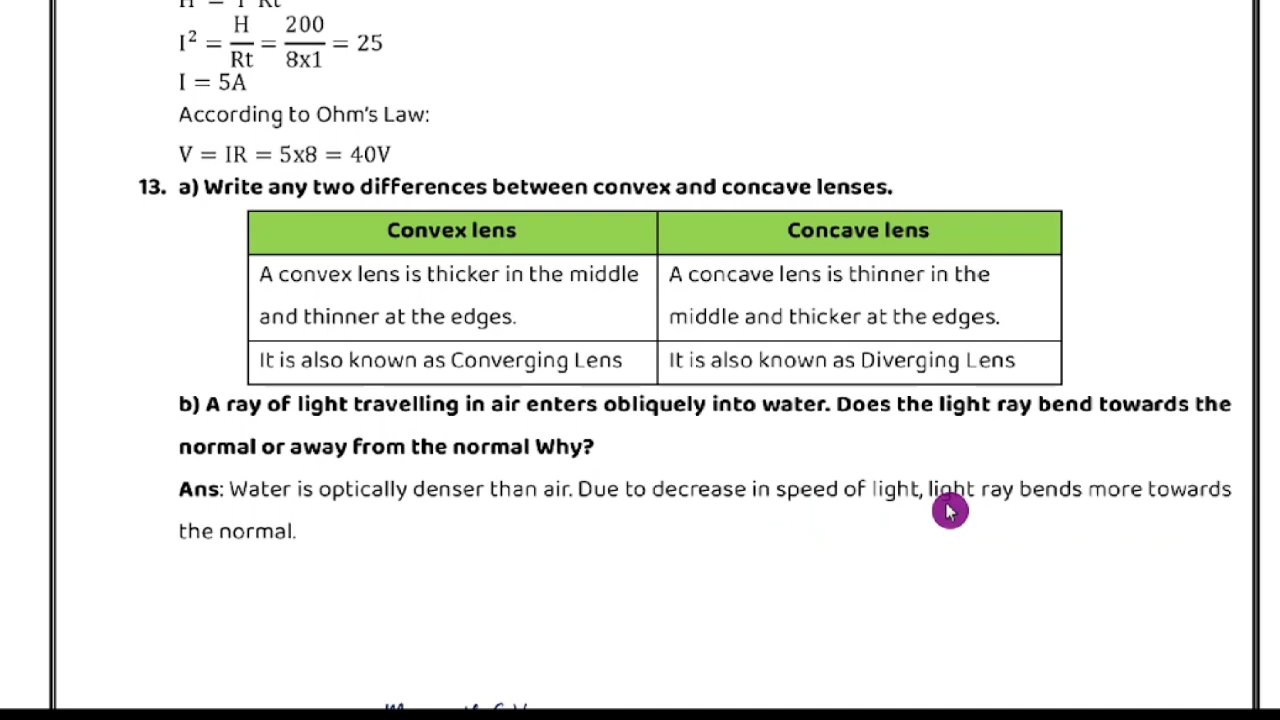 I² = H/Rt = 200/8x1 = 25
I = 5A
According to Ohm's Law:
V = IR = 5x8 = 40V
13. a) Write any two differences between convex and concave lenses.
Convex lens
Concave lens
A convex lens is thicker in the middle
and thinner at the edges.
A concave lens is thinner in the
middle and thicker at the edges.
It is also known as Converging Lens
It is also known as Diverging Lens
b) A ray of light travelling in air enters obliquely into water. Does the light ray bend towards the
normal or away from the normal Why?
Ans: Water is optically denser than air. Due to decrease in speed of light, light ray bends more towards
the normal.